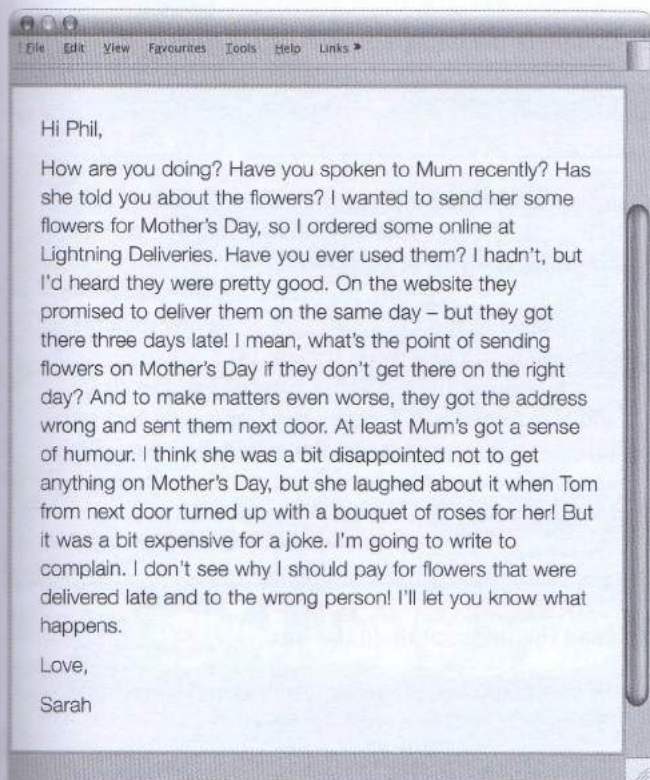 File Edit View Favourites Tools Help Links
Hi Phil,
How are you doing? Have you spoken to Mum recently? Has
she told you about the flowers? I wanted to send her some
flowers for Mother's Day, so I ordered some online at
Lightning Deliveries. Have you ever used them? I hadn't, but
I'd heard they were pretty good. On the website they
promised to deliver them on the same day – but they got
there three days late! I mean, what's the point of sending
flowers on Mother's Day if they don't get there on the right
day? And to make matters even worse, they got the address
wrong and sent them next door. At least Mum's got a sense
of humour. I think she was a bit disappointed not to get
anything on Mother's Day, but she laughed about it when Tom
from next door turned up with a bouquet of roses for her! But
it was a bit expensive for a joke. I'm going to write to
complain. I don't see why I should pay for flowers that were
delivered late and to the wrong person! I'll let you know what
happens.
Love,
Sarah